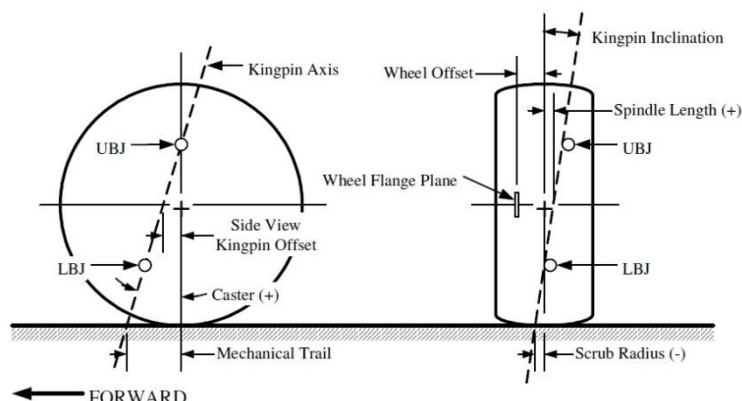 Kingpin Axis
UBJ
Side View
Kingpin Offset
LBJ
Caster (+)
Mechanical Trail
FORWARD
Kingpin Inclination
Wheel Offset
Spindle Length (+)
UBJ
Wheel Flange Plane
LBJ
Scrub Radius (-)